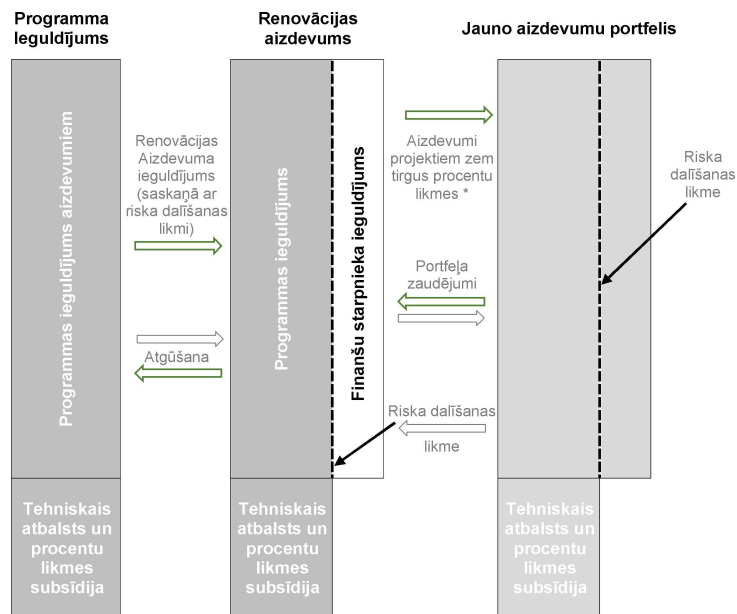 Programma
Ieguldījums
Renovācijas
aizdevums
Jauno aizdevumu portfelis
Programmas ieguldījums aizdevumiem
Renovācijas
Aizdevuma
ieguldījums
(saskaņā ar
riska dalīšanas
likmi)
Atgūšana
Programmas ieguldījums
Finanšu starpnieka ieguldījums
Aizdevumi
projektiem zem
tirgus procentu
likmes *
Portfeļa
zaudējumi
Riska dalīšanas
likme
Riska
dalīšanas
likme
Tehniskais
atbalsts un
procentu
likmes
subsīdija
Tehniskais
atbalsts un
procentu
likmes
subsīdija
Tehniskais
atbalsts un
procentu
likmes
subsīdija